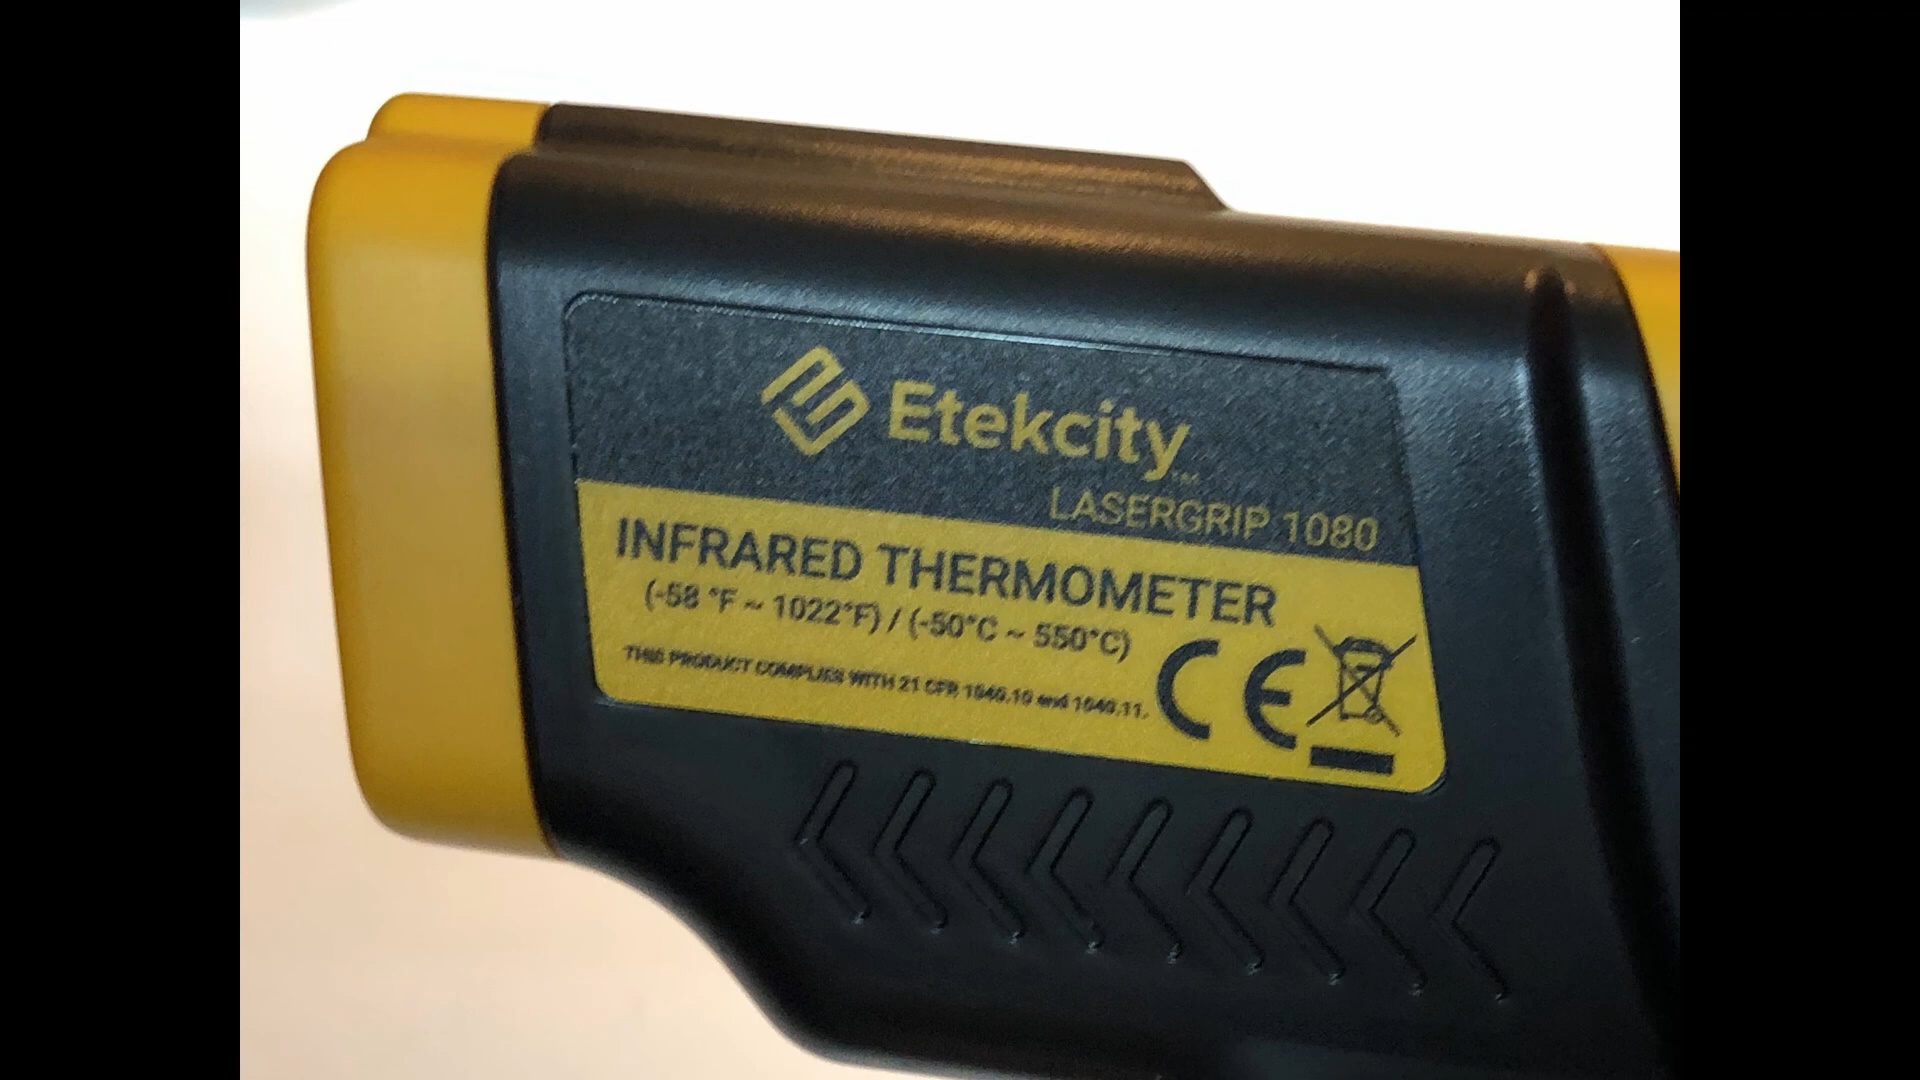 Etekcity™
LASERGRIP 1080
INFRARED THERMOMETER
(-58 °F ~ 1022°F) / (-50°C ~ 550°C)
THIS PRODUCT COMPLIES WITH 21 CFR 1040.10 and 1040.11.
CE